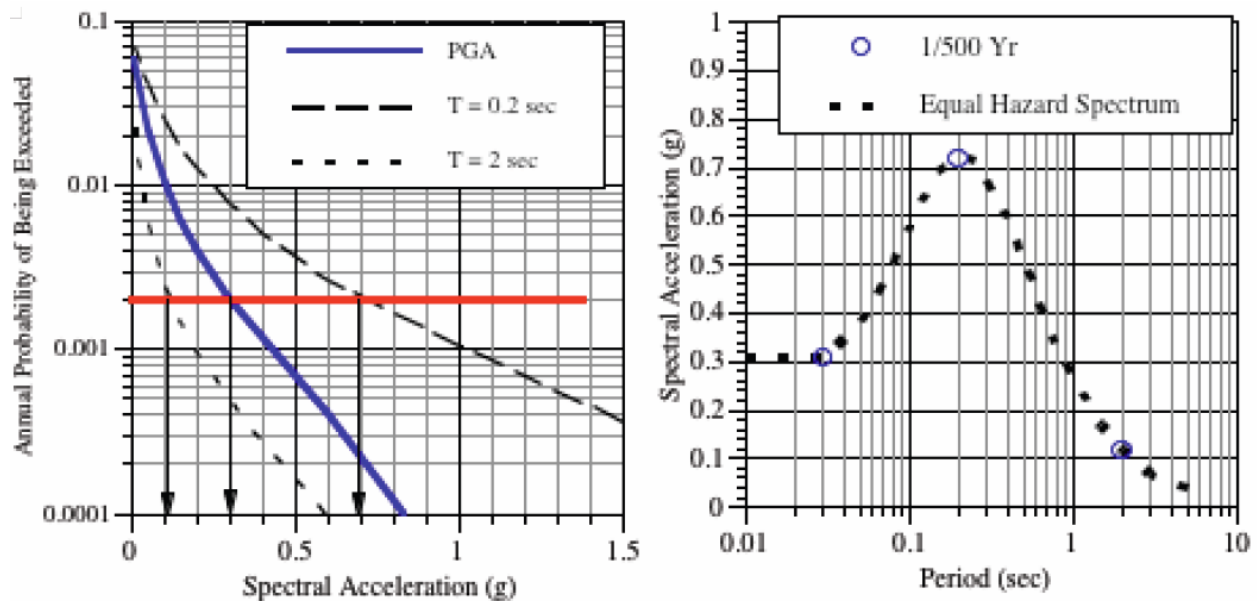 0.1
0.01
0.001
0.0001
Annual Probability of Being Exceeded
PGA
T = 0.2 sec
T = 2 sec
0
0.5
1
1.5
Spectral Acceleration (g)
1
0.9
0.8
0.7
0.6
0.5
0.4
0.3
0.2
0.1
0
Spectral Acceleration (g)
1/500 Yr
Equal Hazard Spectrum
0.01
0.1
1
10
Period (sec)